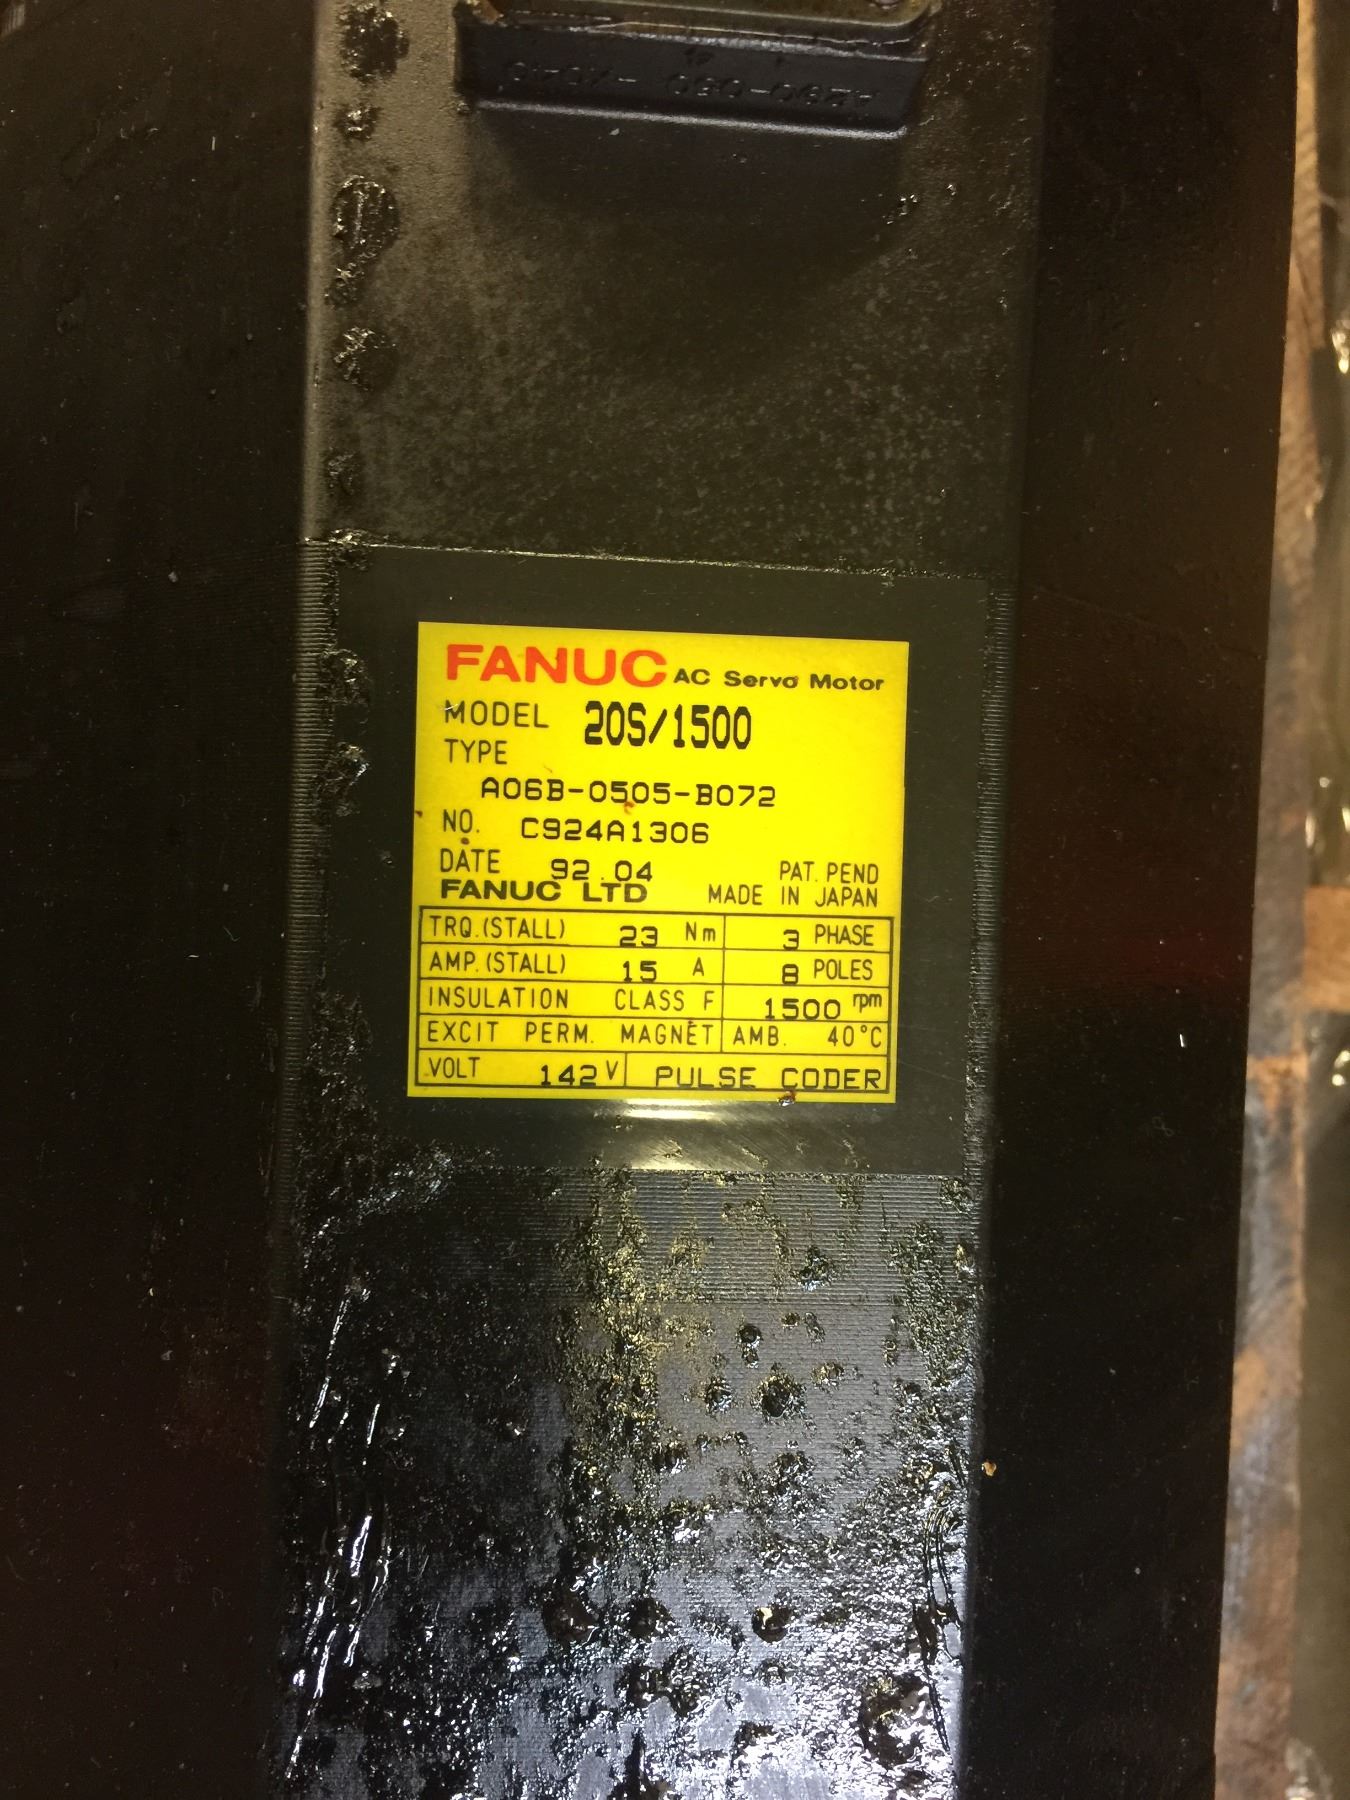 FANUC AC Servo Motor
MODEL 20S/1500
TYPE
A06B-0505-B072
NO. C924A1306
DATE 92.04 PAT. PEND
FANUC LTD MADE IN JAPAN
TRQ.(STALL) 23 Nm 3 PHASE
AMP.(STALL) 15 A 8 POLES
INSULATION CLASS F 1500 rpm
EXCIT PERM. MAGNET AMB. 40°C
VOLT 142 V PULSE CODER